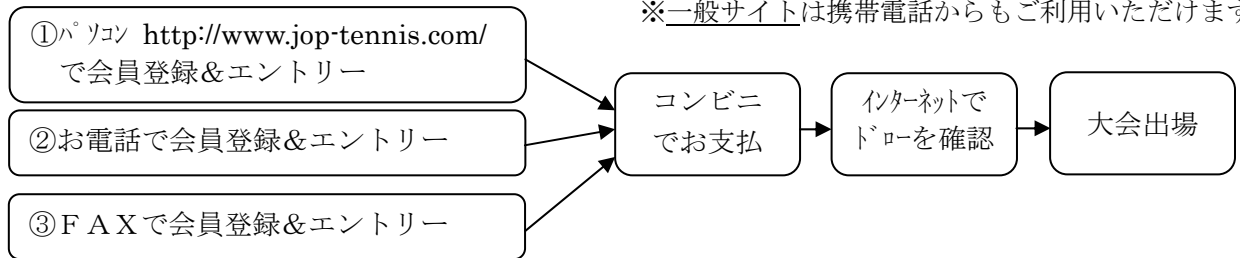 ※一般サイトは携帯電話からもご利用いただけます
①パソコン http://www.jop-tennis.com/
で会員登録&エントリー
②お電話で会員登録&エントリー
③FAXで会員登録&エントリー
コンビニ
でお支払
インターネットで
ドローを確認
大会出場